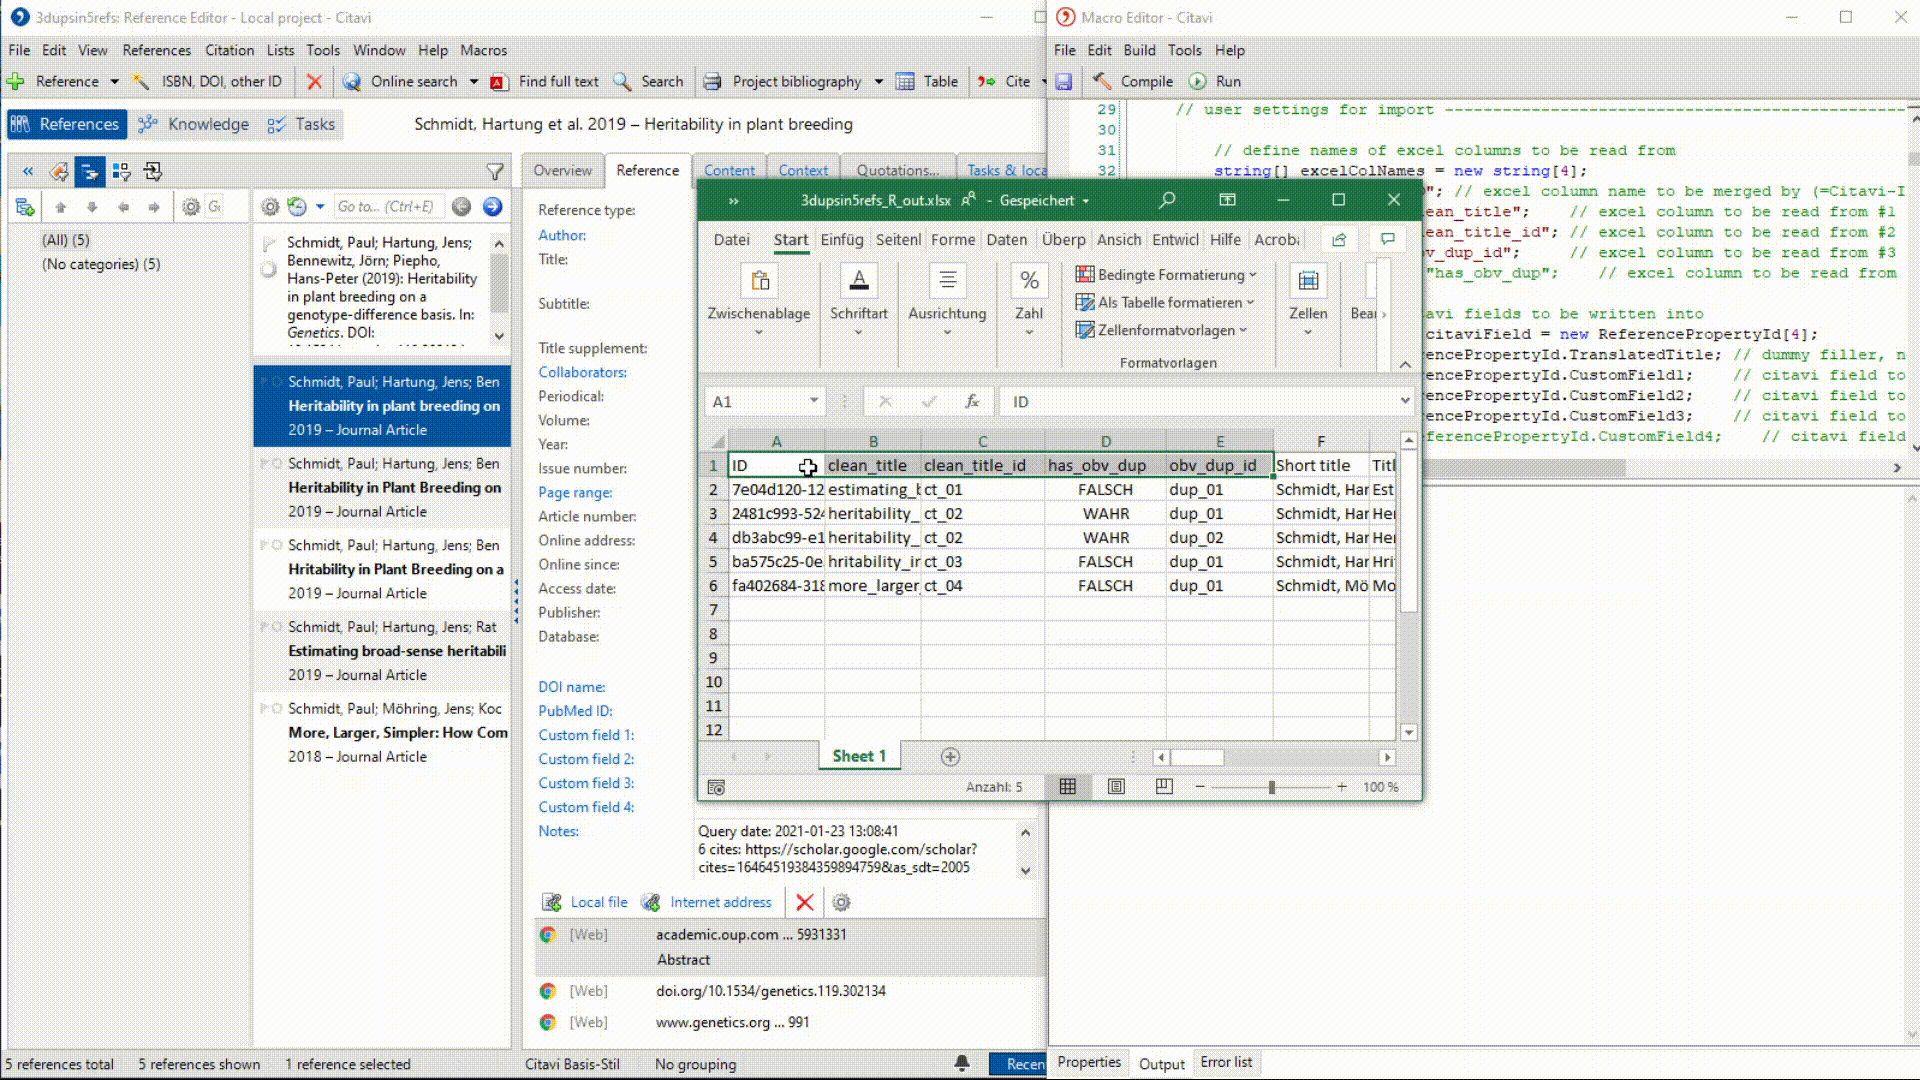 3dupsin5refs: Reference Editor - Local project - Citavi
File Edit View References Citation Lists Tools Window Help Macros
Reference ISBN, DOI, other ID Online search Find full text Search Project bibliography Table Cite
References Knowledge Tasks Schmidt, Hartung et al. 2019 – Heritability in plant breeding
Go to... (Ctrl+E)
(All) (5)
(No categories) (5)
Schmidt, Paul; Hartung, Jens;
Bennewitz, Jörn; Piepho,
Hans-Peter (2019): Heritability
in plant breeding on a
genotype-difference basis. In:
Genetics. DOI:
Schmidt, Paul; Hartung, Jens; Ben
Heritability in plant breeding on
2019 – Journal Article
Schmidt, Paul; Hartung, Jens; Ben
Heritability in Plant Breeding on
2019 – Journal Article
Schmidt, Paul; Hartung, Jens; Ben
Hritability in Plant Breeding on a
2019 – Journal Article
Schmidt, Paul; Hartung, Jens; Rat
Estimating broad-sense heritabili
2019 – Journal Article
Schmidt, Paul; Möhring, Jens; Koc
More, Larger, Simpler: How Com
2018 – Journal Article
Overview Reference Content Context Quotations... Tasks & loca
Reference type:
Author:
Title:
Subtitle:
Title supplement:
Collaborators:
Periodical:
Volume:
Year:
Issue number:
Page range:
Article number:
Online address:
Online since:
Access date:
Publisher:
Database:
DOI name:
PubMed ID:
Custom field 1:
Custom field 2:
Custom field 3:
Custom field 4:
Notes:
Query date: 2021-01-23 13:08:41
6 cites: https://scholar.google.com/scholar?
cites=16464519384359894759&as_sdt=2005
Local file Internet address
[Web] academic.oup.com ... 5931331
Abstract
[Web] doi.org/10.1534/genetics.119.302134
[Web] www.genetics.org ... 991
5 references total 5 references shown 1 reference selected Citavi Basis-Stil No grouping Recen
Macro Editor - Citavi
File Edit Build Tools Help
Compile Run
29 // user settings for import
30
31 // define names of excel columns to be read from
32 string[] excelColNames = new string[4];
"; // excel column name to be merged by (=Citavi-I
ean_title"; // excel column to be read from #1
ean_title_id"; // excel column to be read from #2
v_dup_id"; // excel column to be read from #3
"has_obv_dup"; // excel column to be read from
avi fields to be written into
citaviField = new ReferencePropertyId[4];
encePropertyId.TranslatedTitle; // dummy filler, n
encePropertyId.CustomField1; // citavi field to
encePropertyId.CustomField2; // citavi field to
encePropertyId.CustomField3; // citavi field to
eferencePropertyId.CustomField4; // citavi field
Properties Output Error list
3dupsin5refs_R_out.xlsx - Gespeichert
Datei Start Einfüg Seitenl Forme Daten Überp Ansich Entwicl Hilfe Acrob
Zwischenablage Schriftart Ausrichtung Zahl
Bedingte Formatierung
Als Tabelle formatieren
Zellenformatvorlagen
Formatvorlagen
Zellen Bear
A1 fx ID
A B C D E F
1 ID clean_title clean_title_id has_obv_dup obv_dup_id Short title Titl
2 7e04d120-12 estimating_b ct_01 FALSCH dup_01 Schmidt, Har Est
3 2481c993-524 heritability_ ct_02 WAHR dup_01 Schmidt, Har Her
4 db3abc99-e1 heritability_ ct_02 WAHR dup_02 Schmidt, Har Her
5 ba575c25-0e hritability_ir ct_03 FALSCH dup_01 Schmidt, Har Hri
6 fa402684-318 more_larger_ ct_04 FALSCH dup_01 Schmidt, Mö Mo
7
8
9
10
11
12
Sheet 1
Anzahl: 5 100 %